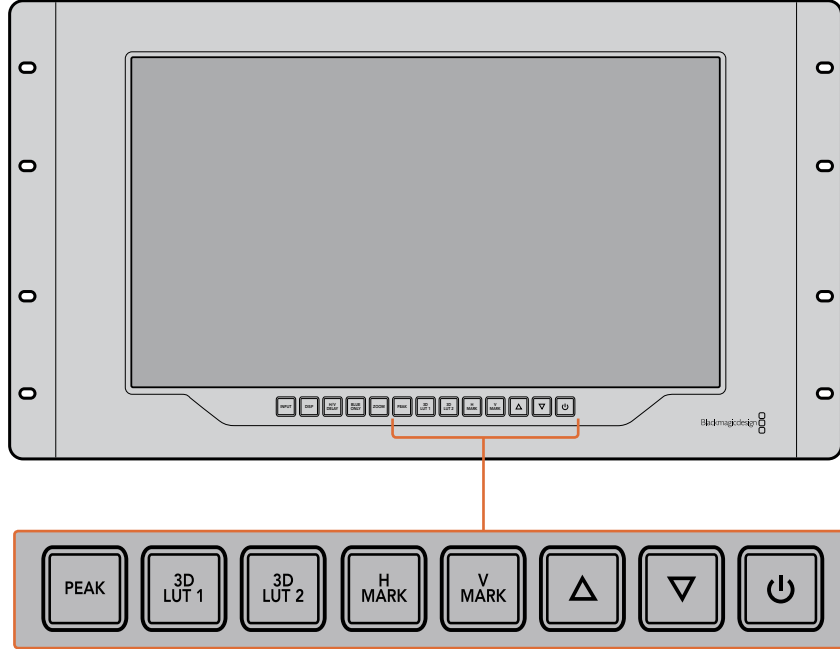 INPUT
DISP
H/V
DELAY
BLUE
ONLY
ZOOM
PEAK
3D
LUT 1
3D
LUT 2
H
MARK
V
MARK
Blackmagicdesign
PEAK
3D
LUT 1
3D
LUT 2
H
MARK
V
MARK